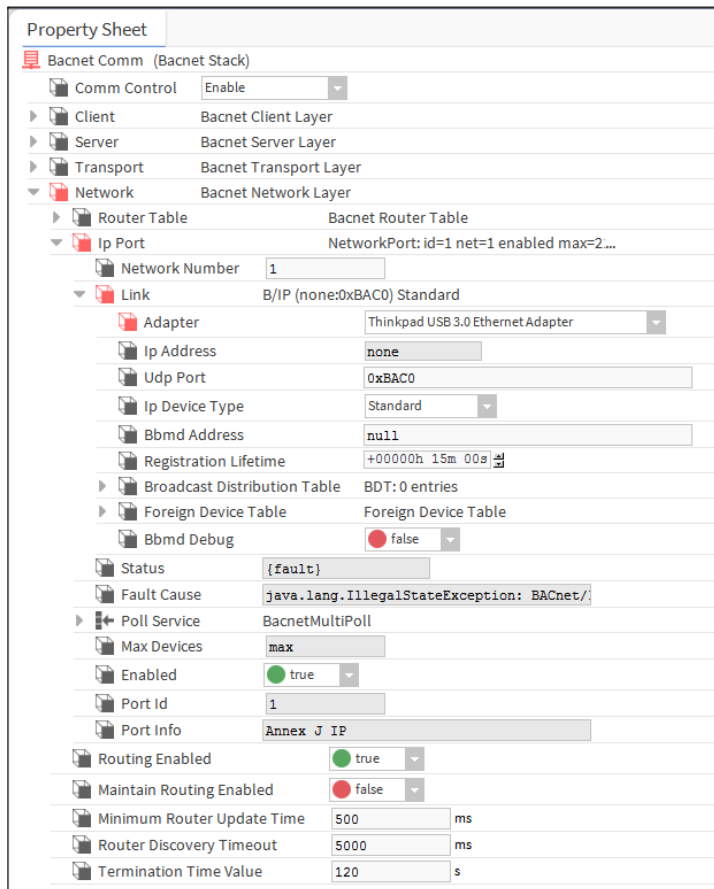 Property Sheet
Bacnet Comm (Bacnet Stack)
Comm Control Enable
Client Bacnet Client Layer
Server Bacnet Server Layer
Transport Bacnet Transport Layer
Network Bacnet Network Layer
Router Table Bacnet Router Table
Ip Port NetworkPort: id=1 net=1 enabled max=2:...
Network Number 1
Link B/IP (none:0xBAC0) Standard
Adapter Thinkpad USB 3.0 Ethernet Adapter
Ip Address none
Udp Port 0xBAC0
Ip Device Type Standard
Bbmd Address null
Registration Lifetime +00000h 15m 00s
Broadcast Distribution Table BDT: 0 entries
Foreign Device Table Foreign Device Table
Bbmd Debug false
Status {fault}
Fault Cause java.lang.IllegalStateException: BACnet/
Poll Service BacnetMultiPoll
Max Devices max
Enabled true
Port Id 1
Port Info Annex J IP
Routing Enabled true
Maintain Routing Enabled false
Minimum Router Update Time 500 ms
Router Discovery Timeout 5000 ms
Termination Time Value 120 s